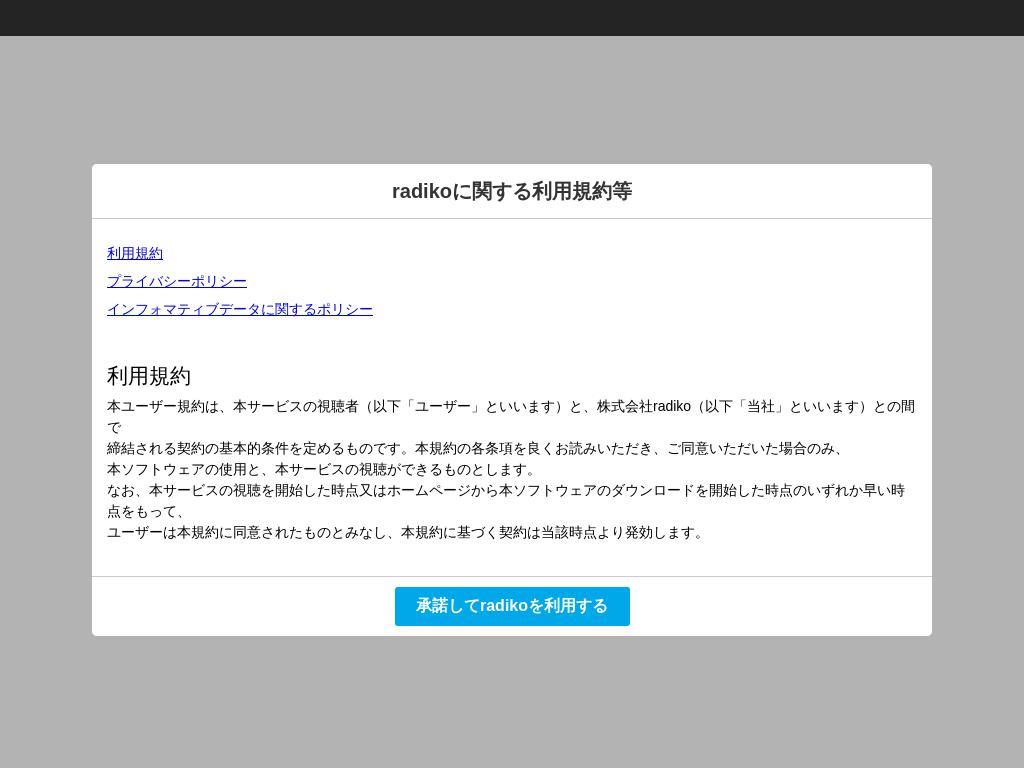 radikoに関する利用規約等
利用規約
プライバシーポリシー
インフォマティブデータに関するポリシー
利用規約
本ユーザー規約は、本サービスの視聴者（以下「ユーザー」といいます）と、株式会社radiko（以下「当社」といいます）との間
で
締結される契約の基本的条件を定めるものです。本規約の各条項を良くお読みいただき、ご同意いただいた場合のみ、
本ソフトウェアの使用と、本サービスの視聴ができるものとします。
なお、本サービスの視聴を開始した時点又はホームページから本ソフトウェアのダウンロードを開始した時点のいずれか早い時
点をもって、
ユーザーは本規約に同意されたものとみなし、本規約に基づく契約は当該時点より発効します。
承諾してradikoを利用する